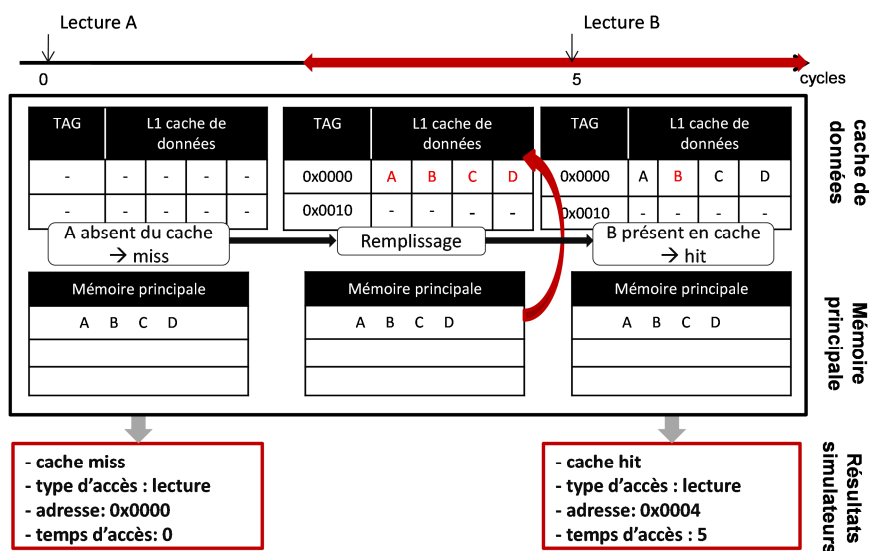 Lecture A
Lecture B
0
5
cycles
TAG
L1 cache de
données
- - - - -
- - - - -
A absent du cache
→ miss
TAG
L1 cache de
données
0x0000 A B C D
0x0010 - - - -
Remplissage
TAG
L1 cache de
données
0x0000 A B C D
0x0010 - - - -
B présent en cache
→ hit
cache de
données
Mémoire principale
A B C D
Mémoire principale
A B C D
Mémoire principale
A B C D
Mémoire
principale
- cache miss
- type d'accès : lecture
- adresse: 0x0000
- temps d'accès: 0
- cache hit
- type d'accès : lecture
- adresse: 0x0004
- temps d'accès : 5
Résultats
simulateurs